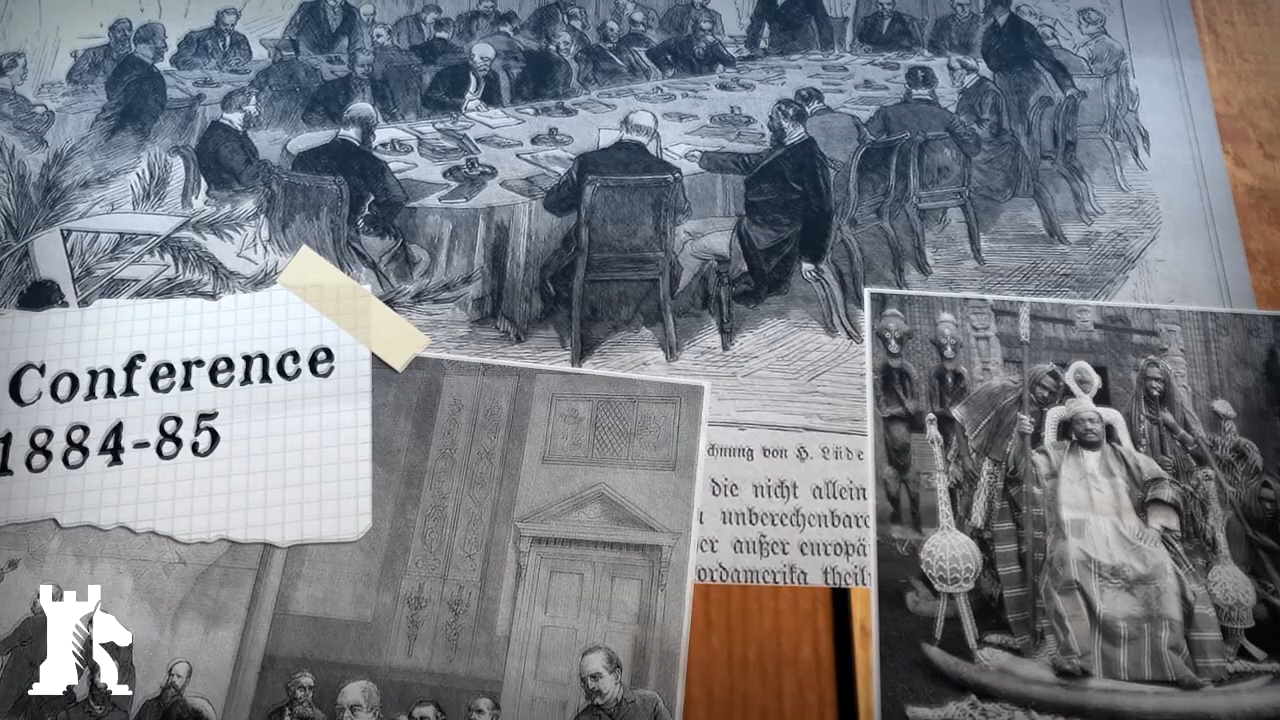 Conference
1884-85
chnung von H. Lüde
die nicht allein
unberechenbare
er außer europä
ordamerika theil